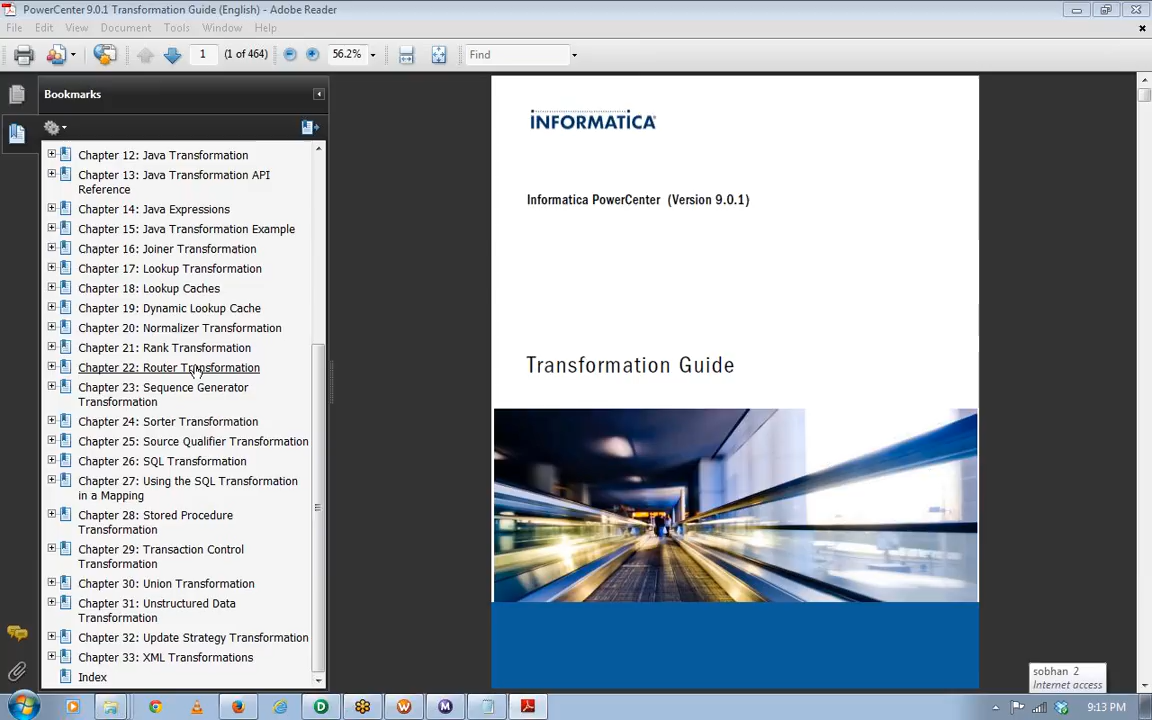 PowerCenter 9.0.1 Transformation Guide (English) - Adobe Reader
File Edit View Document Tools Window Help
1 (1 of 464) 56.2% Find
Bookmarks
Chapter 12: Java Transformation
Chapter 13: Java Transformation API
Reference
Chapter 14: Java Expressions
Chapter 15: Java Transformation Example
Chapter 16: Joiner Transformation
Chapter 17: Lookup Transformation
Chapter 18: Lookup Caches
Chapter 19: Dynamic Lookup Cache
Chapter 20: Normalizer Transformation
Chapter 21: Rank Transformation
Chapter 22: Router Transformation
Chapter 23: Sequence Generator
Transformation
Chapter 24: Sorter Transformation
Chapter 25: Source Qualifier Transformation
Chapter 26: SQL Transformation
Chapter 27: Using the SQL Transformation
in a Mapping
Chapter 28: Stored Procedure
Transformation
Chapter 29: Transaction Control
Transformation
Chapter 30: Union Transformation
Chapter 31: Unstructured Data
Transformation
Chapter 32: Update Strategy Transformation
Chapter 33: XML Transformations
Index
INFORMATICA
Informatica PowerCenter (Version 9.0.1)
Transformation Guide
sobhan 2
Internet access
9:13 PM